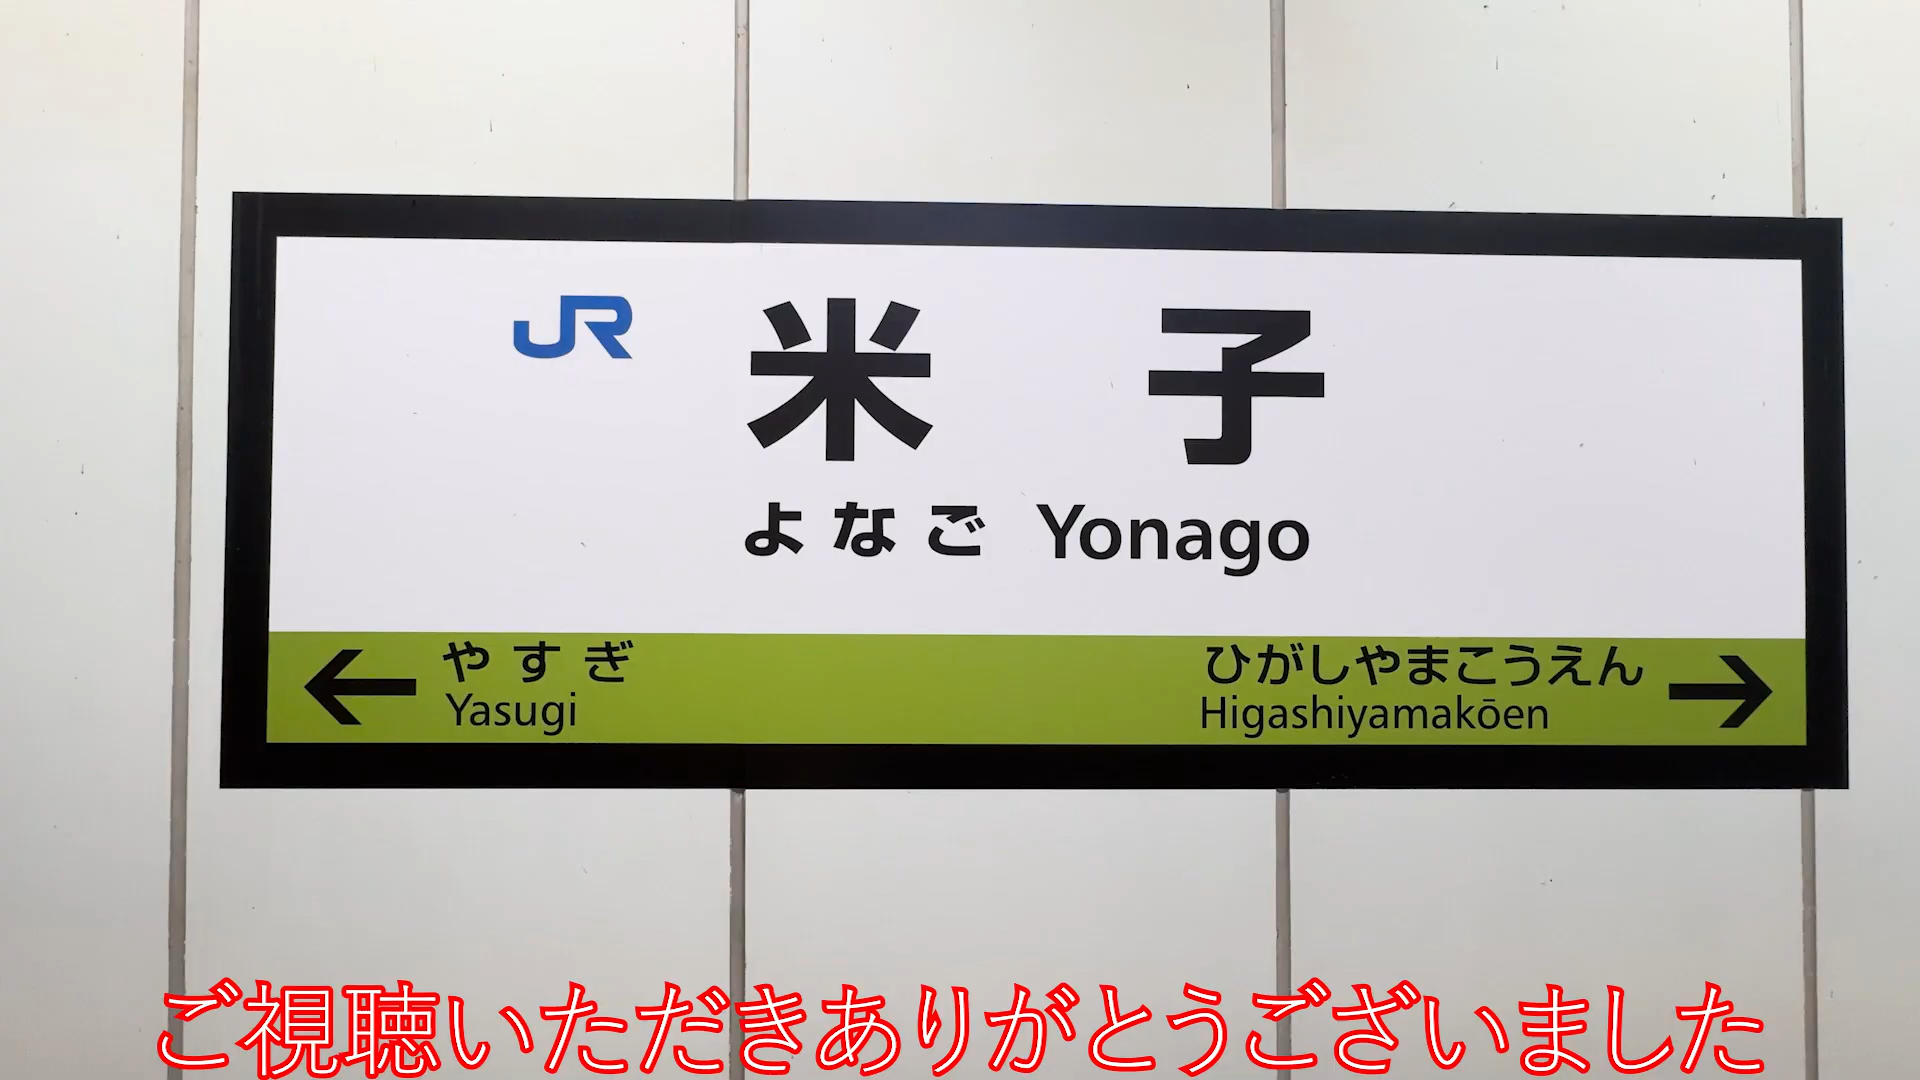 JR 米子
よなご Yonago
← やすぎ
Yasugi
ひがしやまこうえん →
Higashiyamakōen
ご視聴いただきありがとうございました